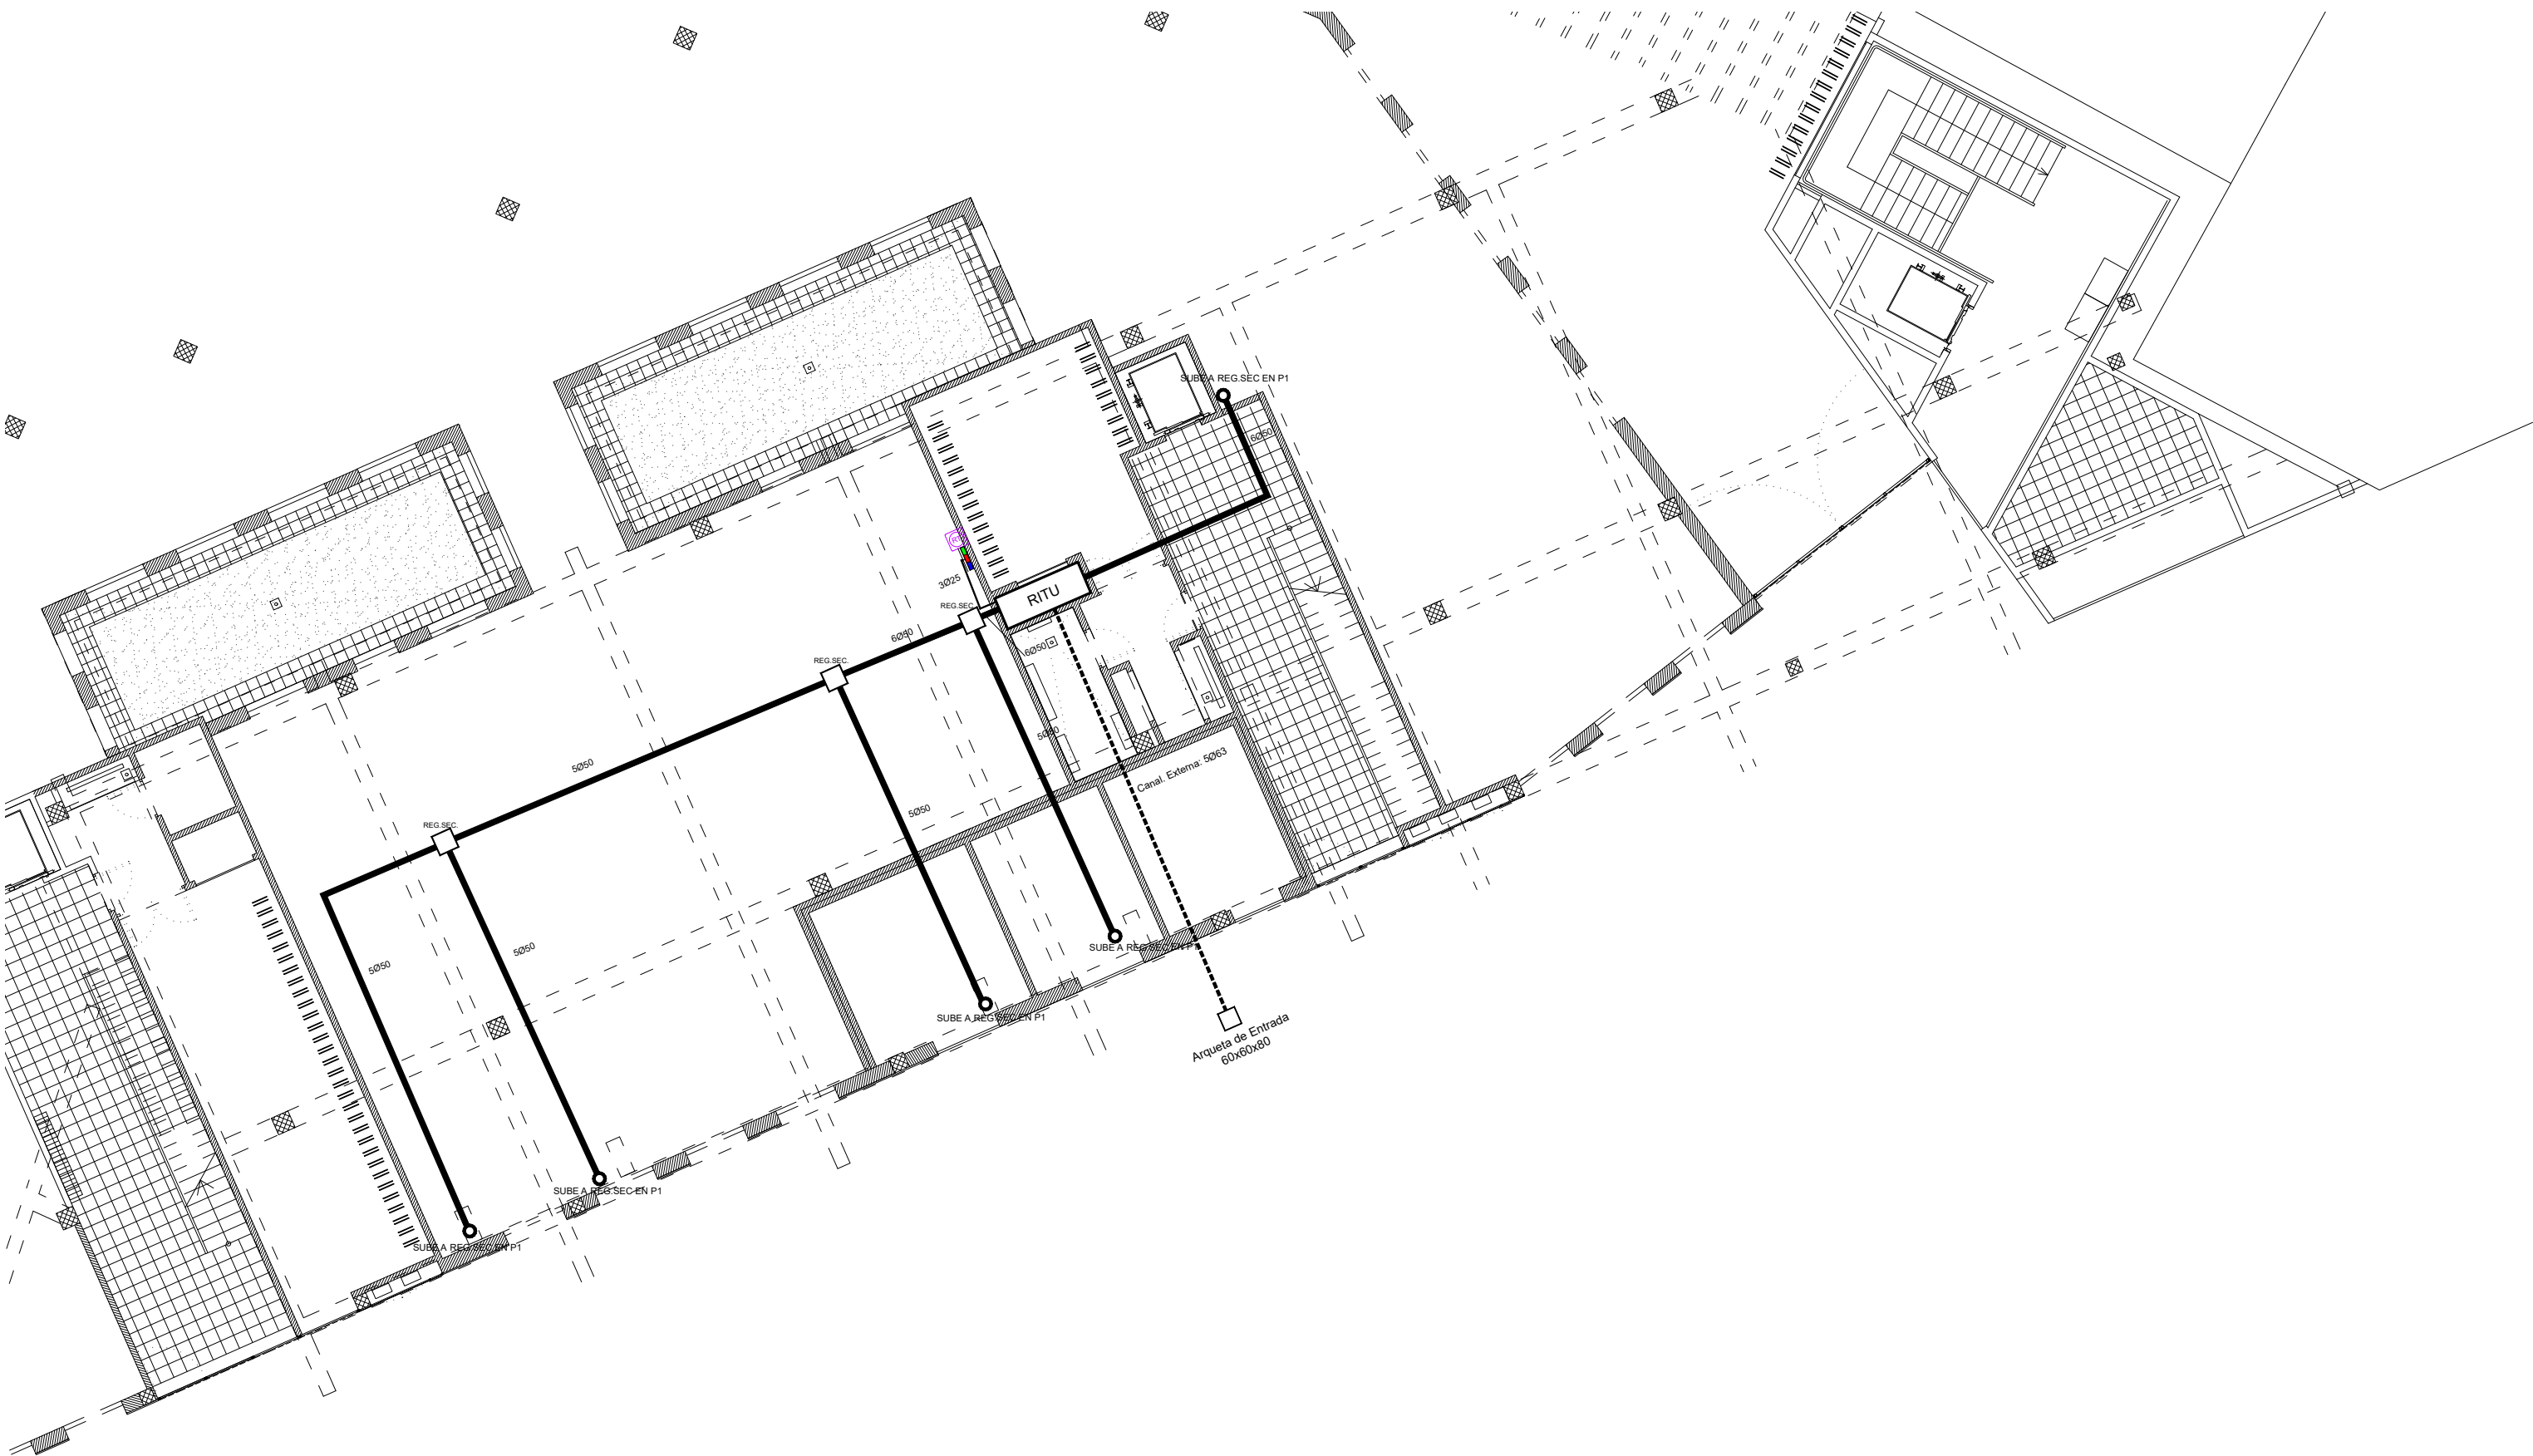 SUBE A REG.SEC EN P1
6Ø50
3Ø25
RITU
REG.SEC.
6Ø50
6Ø50
REG.SEC.
5Ø50
5Ø50
Canal. Externa: 5Ø63
5Ø50
REG.SEC.
5Ø50
5Ø50
SUBE A REG.SEC EN P1
SUBE A REG.SEC EN P1
Arqueta de Entrada
60x60x80
SUBE A REG.SEC EN P1
SUBE A REG.SEC EN P1